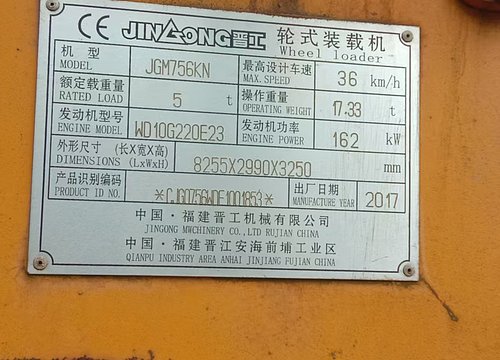 CE JINGONG晋工 轮式装载机
Wheel loader
机型 JGM756KN 最高设计车速 36 km/h
MODEL MAX.SPEED
额定载重量 5 t 操作重量 17.33 t
RATED LOAD OPERATING WEIGHT
发动机型号 WD10G220E23 发动机功率 162 kW
ENGINE MODEL ENGINE POWER
外形尺寸 (长X宽X高) 8255X2990X3250 mm
DIMENSIONS (LxWxH)
产品识别编码 出厂日期 2017
PRODUCT ID NO. MANUFACTURE YEAR
中国·福建晋工机械有限公司
JINGONG MWCHINERY CO.,LTD RUJIAN CHINA
中国·福建晋江安海前埔工业区
QIANPU INDUSTRY AREA ANHAI JINJIANG FUJIAN CHINA